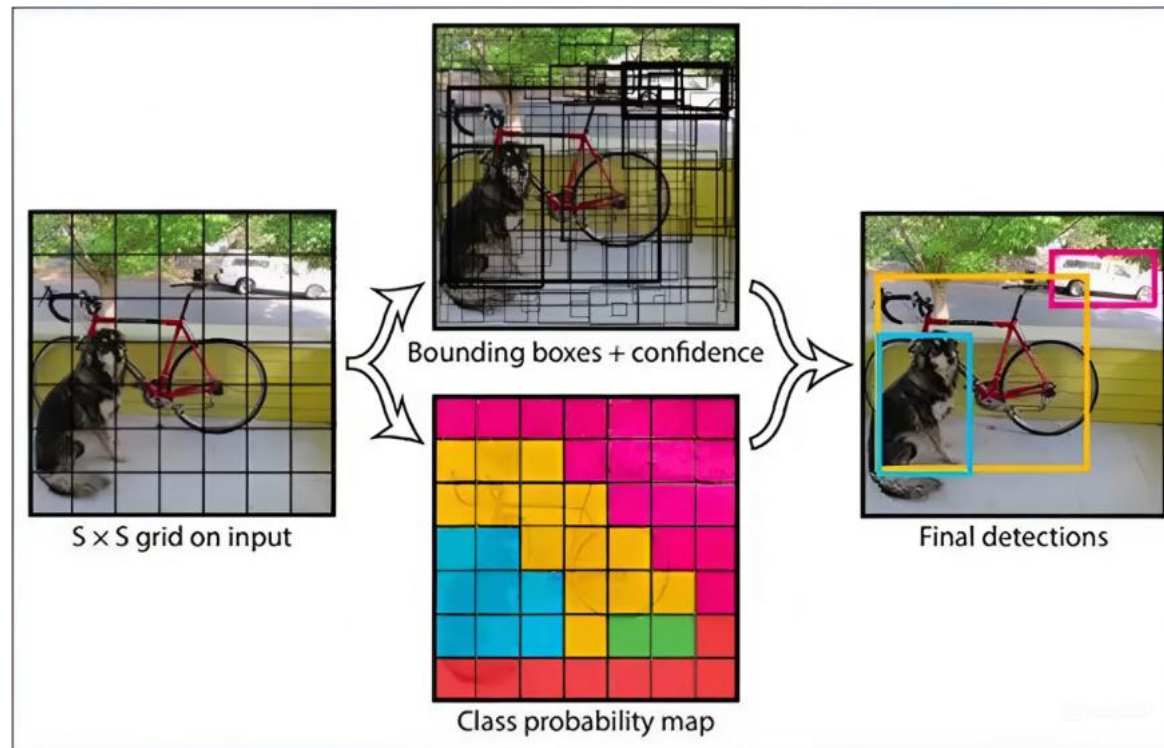 Bounding boxes + confidence
S × S grid on input
Final detections
Class probability map